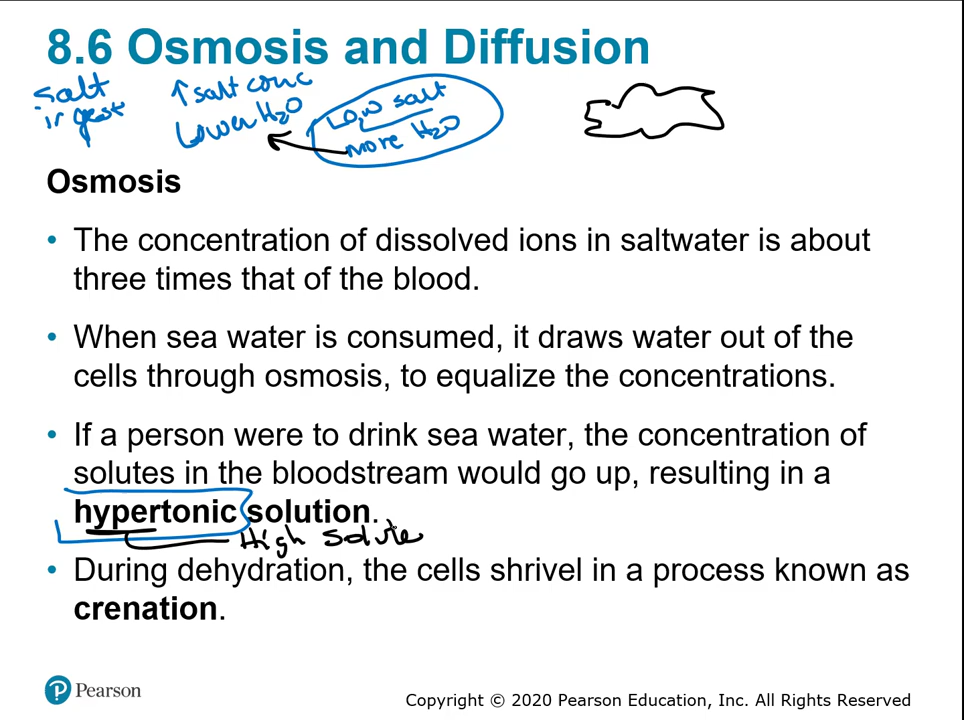 8.6 Osmosis and Diffusion
salt
ingest
↑ salt conc
Lower H2O
Low salt
more H2O
Osmosis
• The concentration of dissolved ions in saltwater is about
three times that of the blood.
• When sea water is consumed, it draws water out of the
cells through osmosis, to equalize the concentrations.
• If a person were to drink sea water, the concentration of
solutes in the bloodstream would go up, resulting in a
hypertonic solution.
High solute
• During dehydration, the cells shrivel in a process known as
crenation.
P Pearson
Copyright © 2020 Pearson Education, Inc. All Rights Reserved